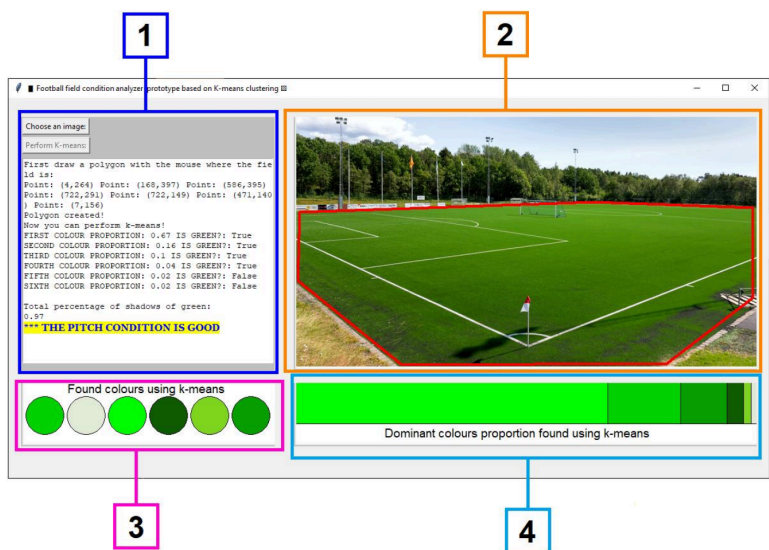 1
2
Football field condition analyzer prototype based on K-means clustering
Choose an image:
Perform K-means:
First draw a polygon with the mouse where the fie
ld is:
Point: (4,264) Point: (168,397) Point: (586,395)
Point: (722,291) Point: (722,149) Point: (471,140
) Point: (7,156)
Polygon created!
Now you can perform k-means!
FIRST COLOUR PROPORTION: 0.67 IS GREEN?: True
SECOND COLOUR PROPORTION: 0.16 IS GREEN?: True
THIRD COLOUR PROPORTION: 0.1 IS GREEN?: True
FOURTH COLOUR PROPORTION: 0.04 IS GREEN?: True
FIFTH COLOUR PROPORTION: 0.02 IS GREEN?: False
SIXTH COLOUR PROPORTION: 0.02 IS GREEN?: False
Total percentage of shadows of green:
0.97
*** THE PITCH CONDITION IS GOOD
Found colours using k-means
Dominant colours proportion found using k-means
3
4